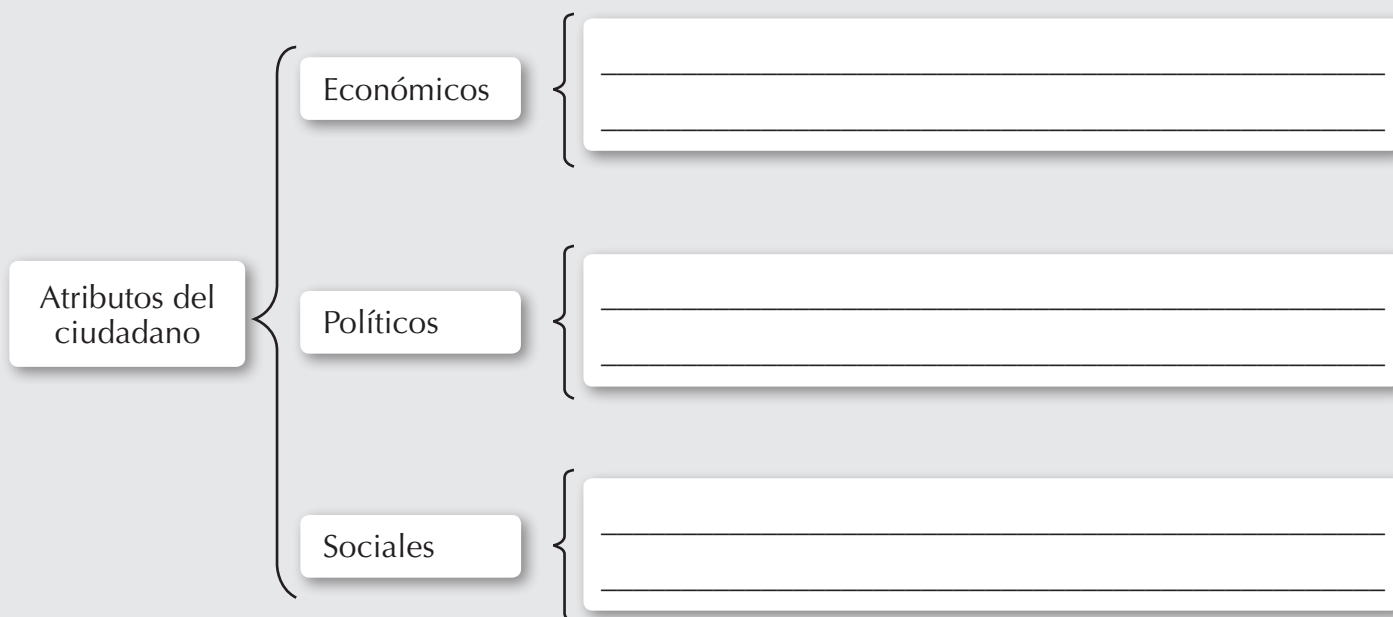 Atributos del
ciudadano
Económicos
Políticos
Sociales